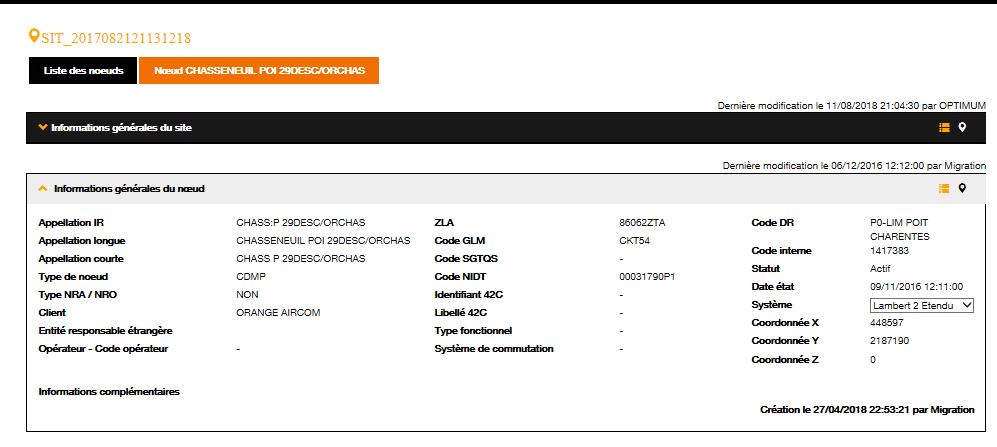 SIT_2017082121131218
Liste des noeuds
Nœud CHASSENEUIL POI 29DESC/ORCHAS
Dernière modification le 11/08/2018 21:04:30 par OPTIMUM
Informations générales du site
Dernière modification le 06/12/2016 12:12:00 par Migration
Informations générales du nœud
Appellation IR CHASS:P 29DESC/ORCHAS
Appellation longue CHASSENEUIL POI 29DESC/ORCHAS
Appellation courte CHASS P 29DESC/ORCHAS
Type de noeud CDMP
Type NRA / NRO NON
Client ORANGE AIRCOM
Entité responsable étrangère
Opérateur - Code opérateur -
ZLA 86062ZTA
Code GLM CKT54
Code SGTQS -
Code NIDT 00031790P1
Identifiant 42C -
Libellé 42C -
Type fonctionnel -
Système de commutation -
Code DR P0-LIM POIT
CHARENTES
Code interne 1417383
Statut Actif
Date état 09/11/2016 12:11:00
Système Lambert 2 Etendu
Coordonnée X 448597
Coordonnée Y 2187190
Coordonnée Z 0
Informations complémentaires
Création le 27/04/2018 22:53:21 par Migration